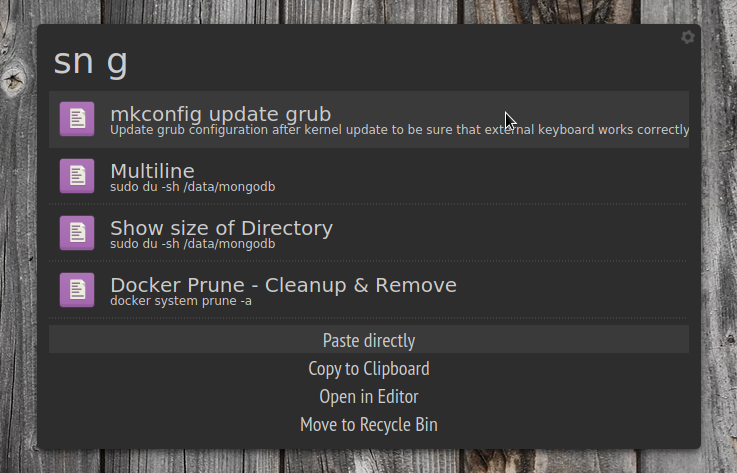 sn g
mkconfig update grub
Update grub configuration after kernel update to be sure that external keyboard works correctly
Multiline
sudo du -sh /data/mongodb
Show size of Directory
sudo du -sh /data/mongodb
Docker Prune - Cleanup & Remove
docker system prune -a
Paste directly
Copy to Clipboard
Open in Editor
Move to Recycle Bin